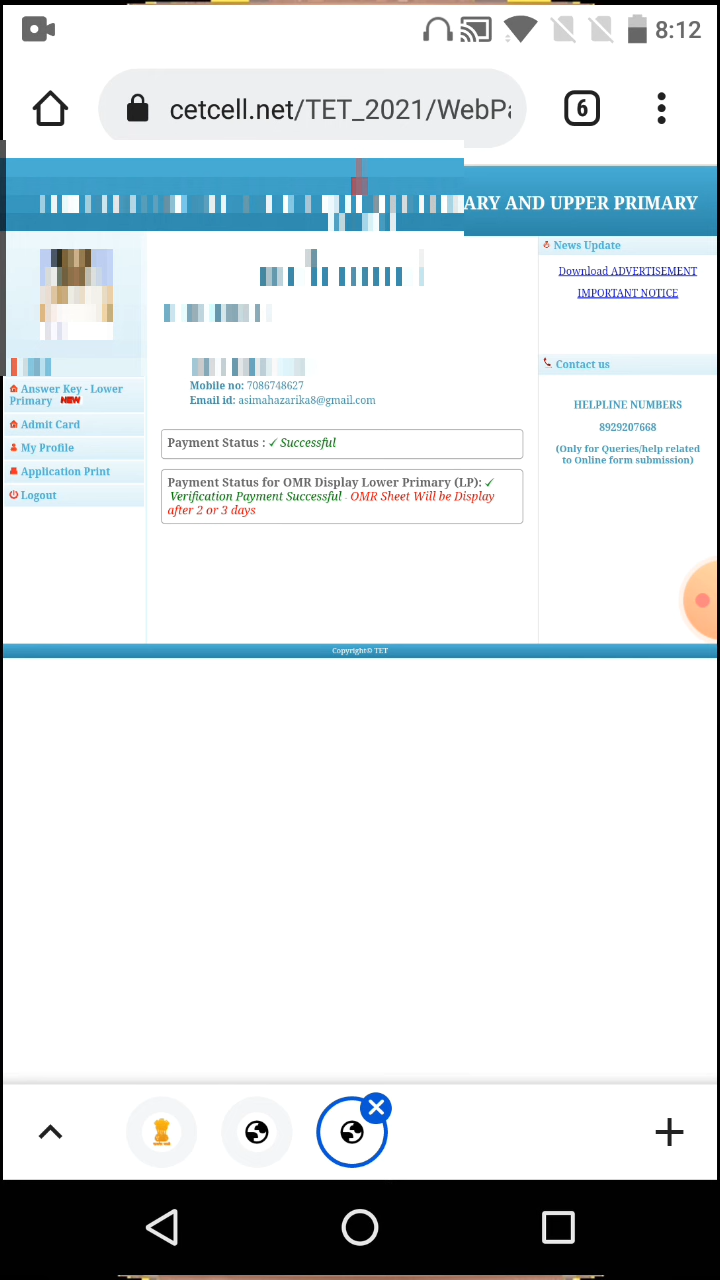 8:12
cetcell.net/TET_2021/WebPa
6
ARY AND UPPER PRIMARY
Answer Key - Lower
Primary NEW
Admit Card
My Profile
Application Print
Logout
Mobile no: 7086748627
Email id: asimahazarika8@gmail.com
Payment Status : ✓ Successful
Payment Status for OMR Display Lower Primary (LP): ✓
Verification Payment Successful - OMR Sheet Will be Display
after 2 or 3 days
News Update
Download ADVERTISEMENT
IMPORTANT NOTICE
Contact us
HELPLINE NUMBERS
8929207668
(Only for Queries/help related
to Online form submission)
Copyright© TET